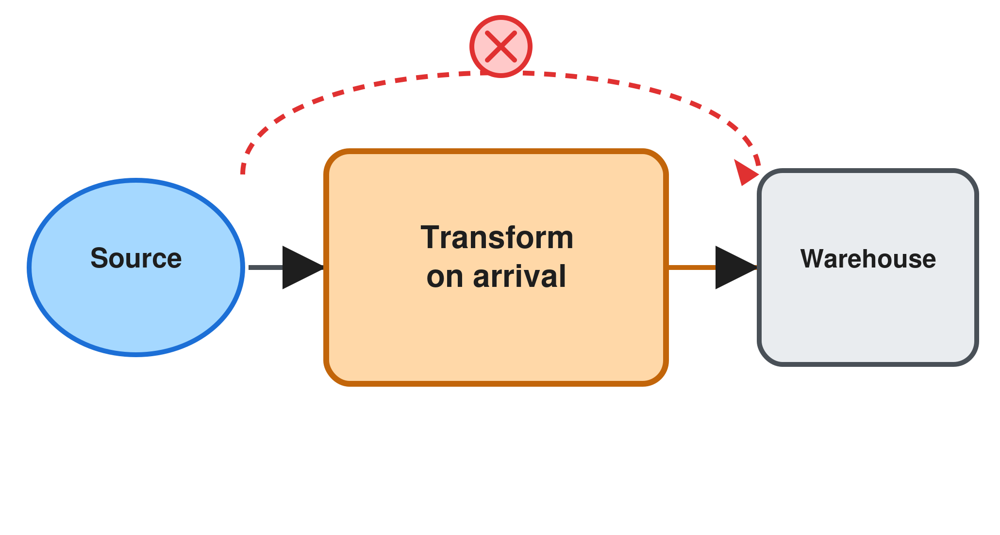 Source
Transform
on arrival
Warehouse